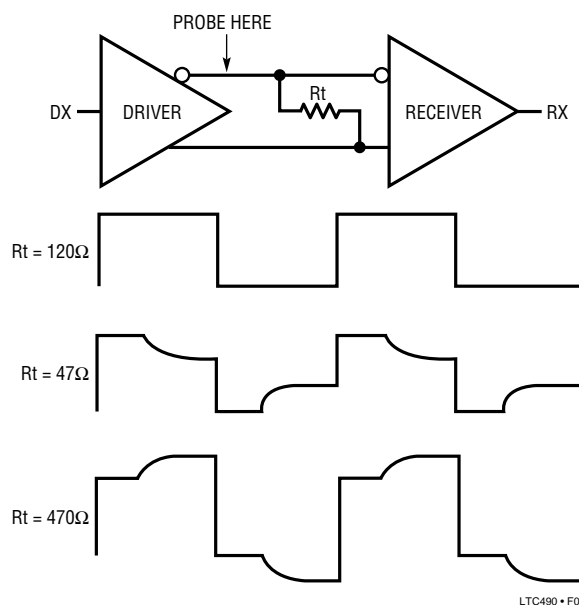 PROBE HERE
DX
DRIVER
Rt
RECEIVER
RX
Rt = 120Ω
Rt = 47Ω
Rt = 470Ω
LTC490 • F0